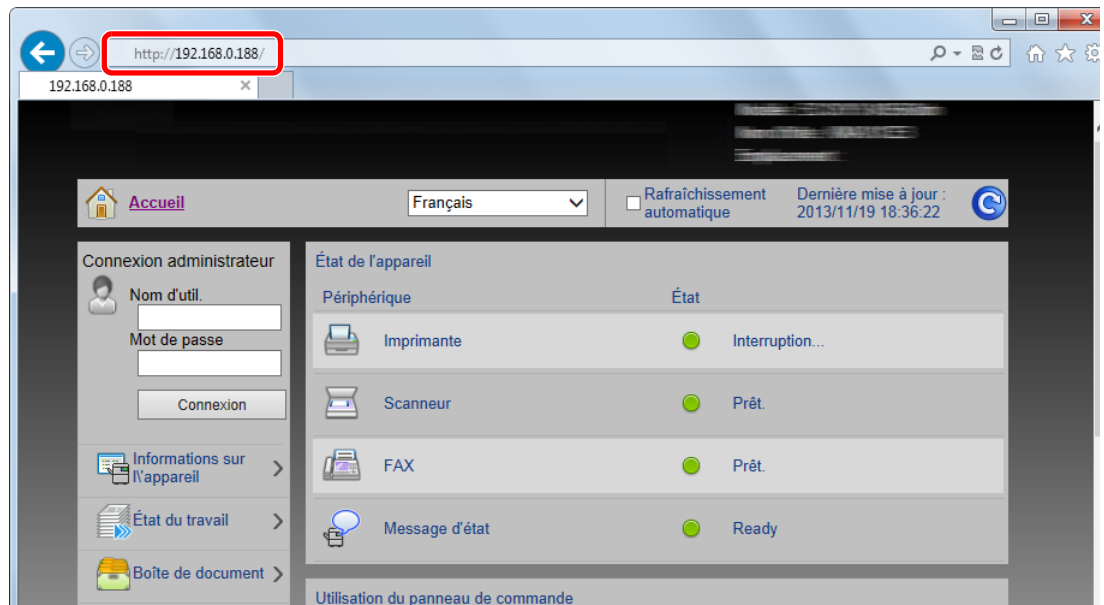 http://192.168.0.188/
192.168.0.188
Accueil
Français
Rafraîchissement
automatique
Dernière mise à jour :
2013/11/19 18:36:22
Connexion administrateur
Nom d'util.
Mot de passe
Connexion
Informations sur
l\'appareil
État du travail
Boîte de document
État de l'appareil
Périphérique État
Imprimante Interruption...
Scanneur Prêt.
FAX Prêt.
Message d'état Ready
Utilisation du panneau de commande